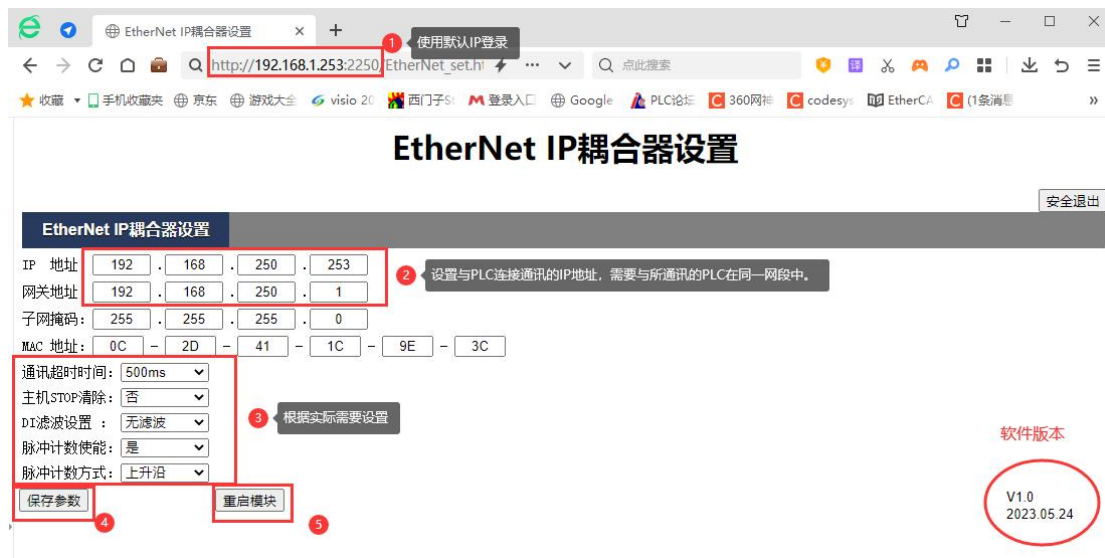 EtherNet IP耦合器设置
1 使用默认IP登录
http://192.168.1.253:2250/EtherNet_set.ht
点此搜索
收藏 手机收藏夹 京东 游戏大全 visio 20 西门子S 登录入口 Google PLC论坛 360网神 codesys EtherCA (1条消息
EtherNet IP耦合器设置
安全退出
EtherNet IP耦合器设置
IP 地址 192 . 168 . 250 . 253
2 设置与PLC连接通讯的IP地址，需要与所通讯的PLC在同一网段中。
网关地址 192 . 168 . 250 . 1
子网掩码: 255 . 255 . 255 . 0
MAC 地址: 0C - 2D - 41 - 1C - 9E - 3C
通讯超时时间: 500ms
主机STOP清除: 否
DI滤波设置 : 无滤波
3 根据实际需要设置
脉冲计数使能: 是
脉冲计数方式: 上升沿
软件版本
保存参数 重启模块
4 5
V1.0
2023.05.24